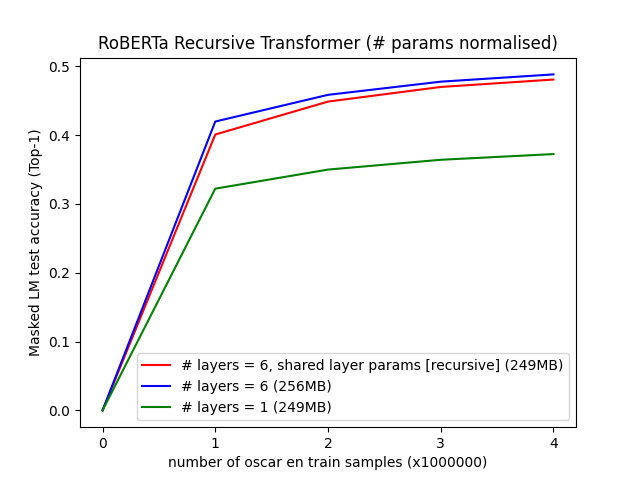 RoBERTa Recursive Transformer (# params normalised)
Masked LM test accuracy (Top-1)
0.5
0.4
0.3
0.2
0.1
0.0
# layers = 6, shared layer params [recursive] (249MB)
# layers = 6 (256MB)
# layers = 1 (249MB)
0 1 2 3 4
number of oscar en train samples (x1000000)